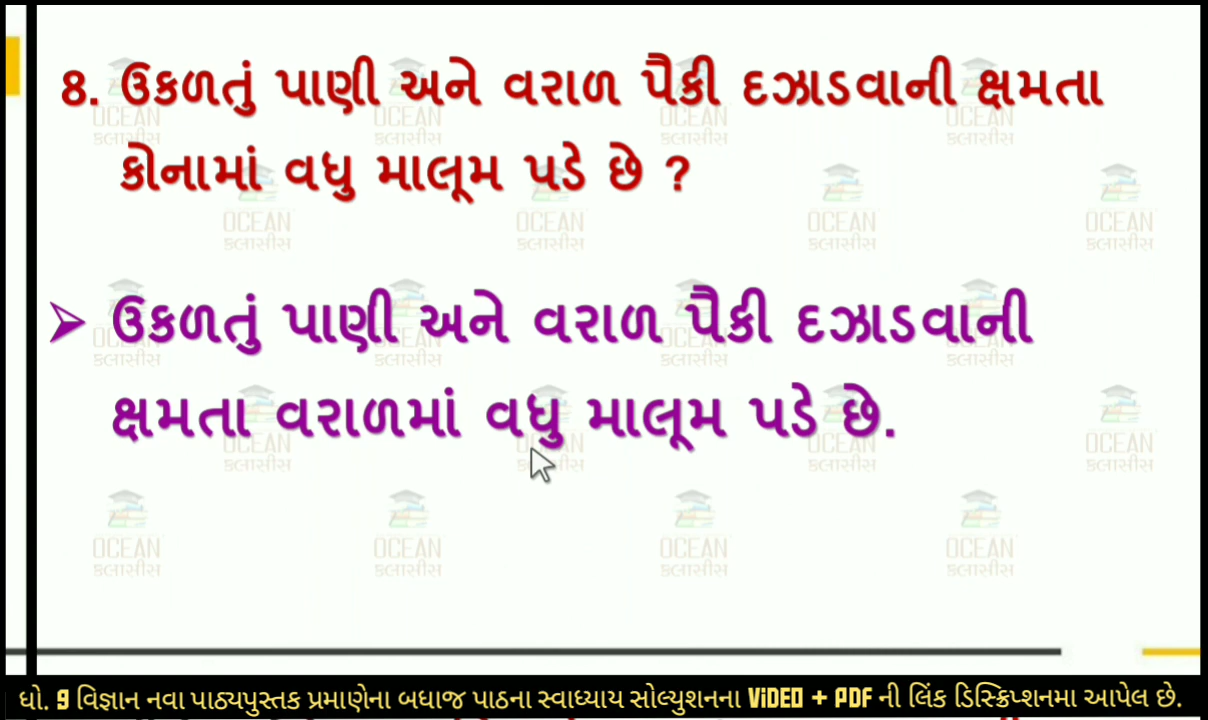 8. ઉકળતું પાણી અને વરાળ પૈકી દઝાડવાની ક્ષમતા
કોનામાં વધુ માલૂમ પડે છે ?
➢ ઉકળતું પાણી અને વરાળ પૈકી દઝાડવાની
ક્ષમતા વરાળમાં વધુ માલૂમ પડે છે.
OCEAN
ક્લાસીસ
ધો. 9 વિજ્ઞાન નવા પાઠ્યપુસ્તક પ્રમાણેના બધાજ પાઠના સ્વાધ્યાય સોલ્યુશનના VIDEO + PDF ની લિંક ડિસ્ક્રિપ્શનમા આપેલ છે.